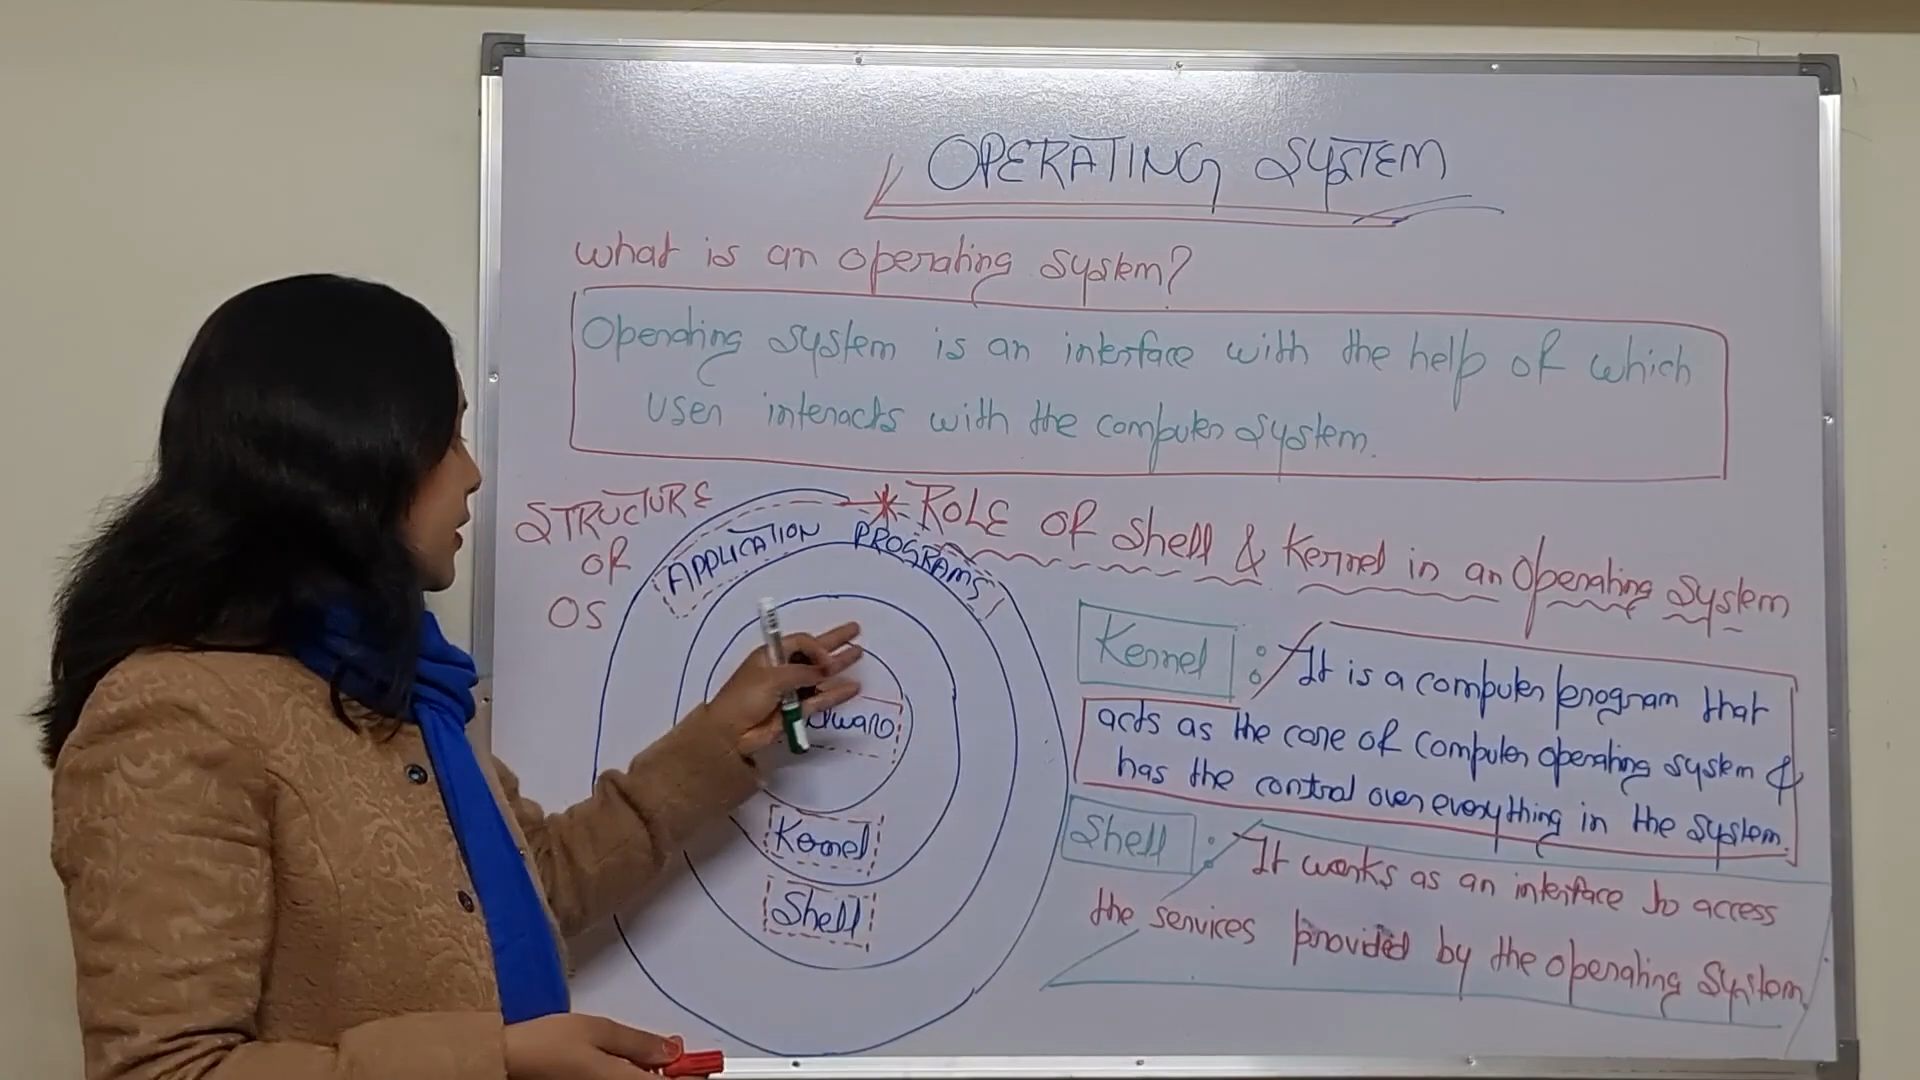 OPERATING SYSTEM
What is an operating system?
Operating system is an interface with the help of which
user interacts with the computer system.
STRUCTURE
OF
OS
APPLICATION PROGRAMS
Kernel
Shell
* ROLE OF Shell & Kernel in an Operating System
Kernel : It is a computer program that
acts as the core of computer operating system &
has the control over everything in the system.
Shell : It works as an interface to access
the services provided by the operating System.